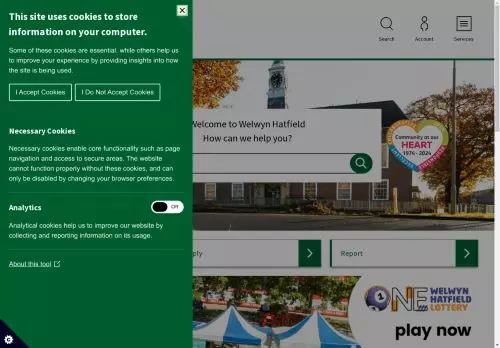 This site uses cookies to store
information on your computer.
Some of these cookies are essential, while others help us
to improve your experience by providing insights into how
the site is being used.
I Accept Cookies
I Do Not Accept Cookies
Necessary Cookies
Necessary cookies enable core functionality such as page
navigation and access to secure areas. The website
cannot function properly without these cookies, and can
only be disabled by changing your browser preferences.
Analytics
Off
Analytical cookies help us to improve our website by
collecting and reporting information on its usage.
About this tool
Search
Account
Services
Welcome to Welwyn Hatfield
How can we help you?
Community at our
HEART
1974 - 2024
Report
ONE WELWYN
HATFIELD
LOTTERY
play now